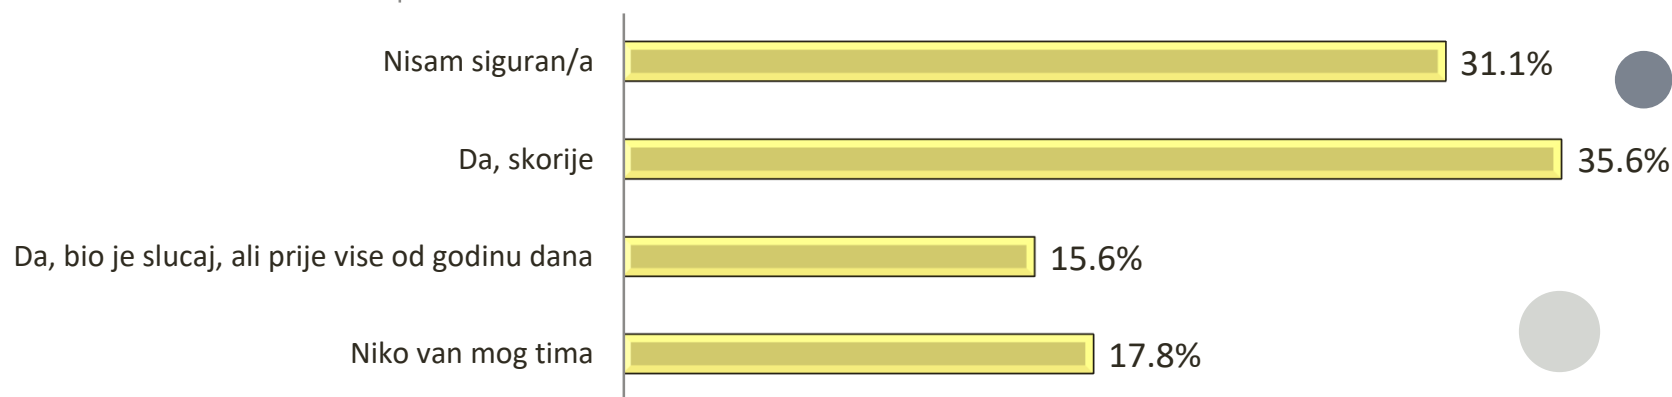 Nisam siguran/a 31.1%
Da, skorije 35.6%
Da, bio je slucaj, ali prije vise od godinu dana 15.6%
Niko van mog tima 17.8%